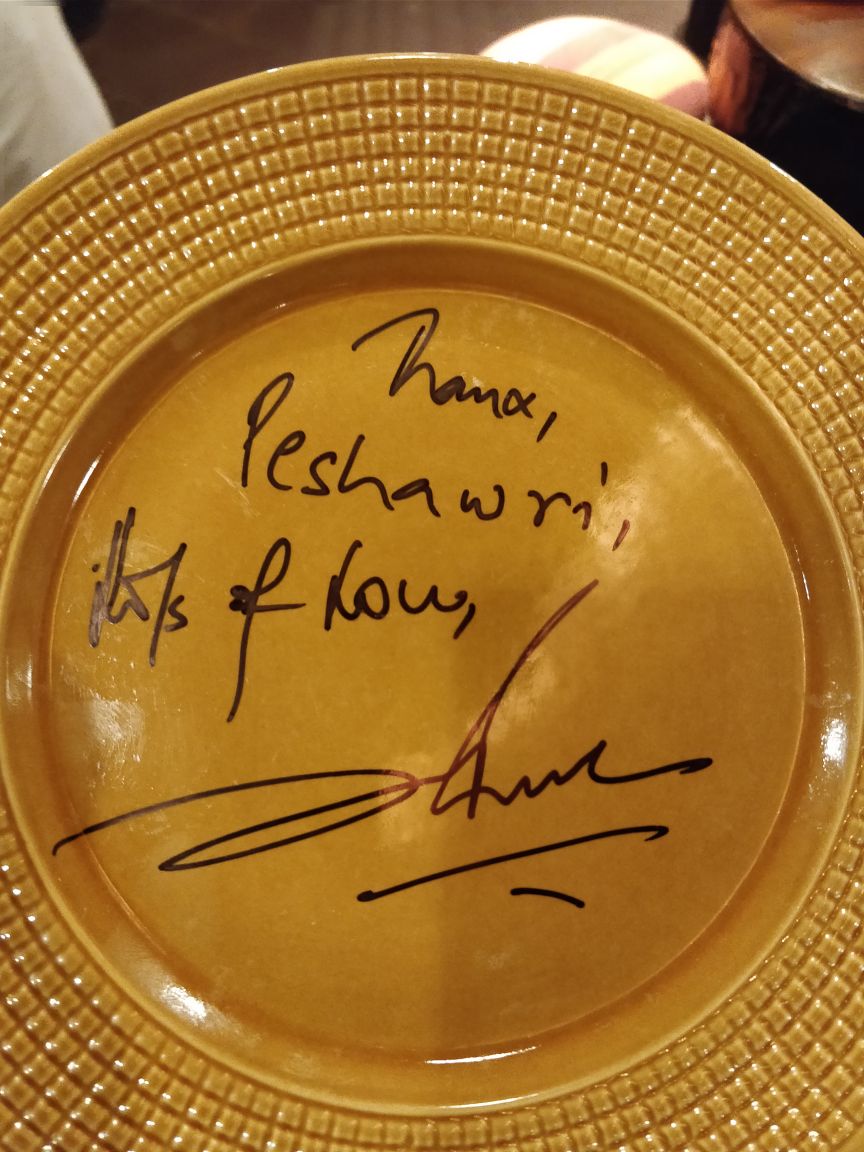 Thanx,
Peshawri,
lots of love,